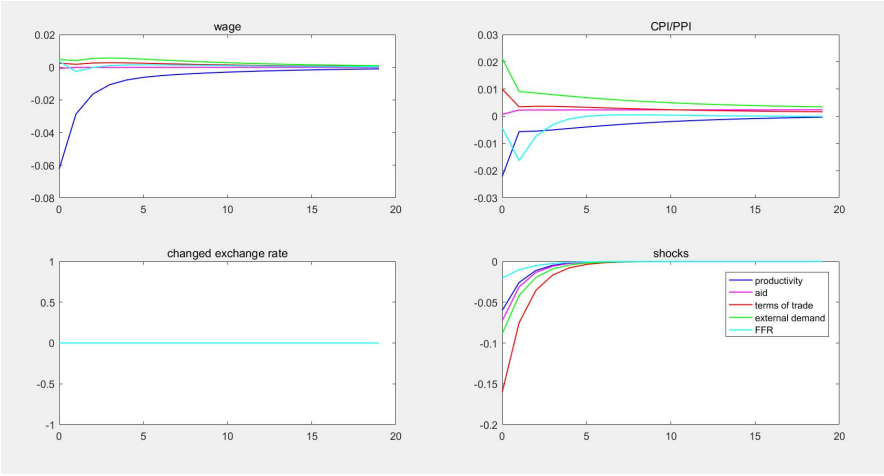 wage
0.02
0
-0.02
-0.04
-0.06
-0.08
0 5 10 15 20
CPI/PPI
0.03
0.02
0.01
0
-0.01
-0.02
-0.03
0 5 10 15 20
changed exchange rate
1
0.5
0
-0.5
-1
0 5 10 15 20
shocks
0
-0.05
-0.1
-0.15
-0.2
0 5 10 15 20
productivity
aid
terms of trade
external demand
FFR